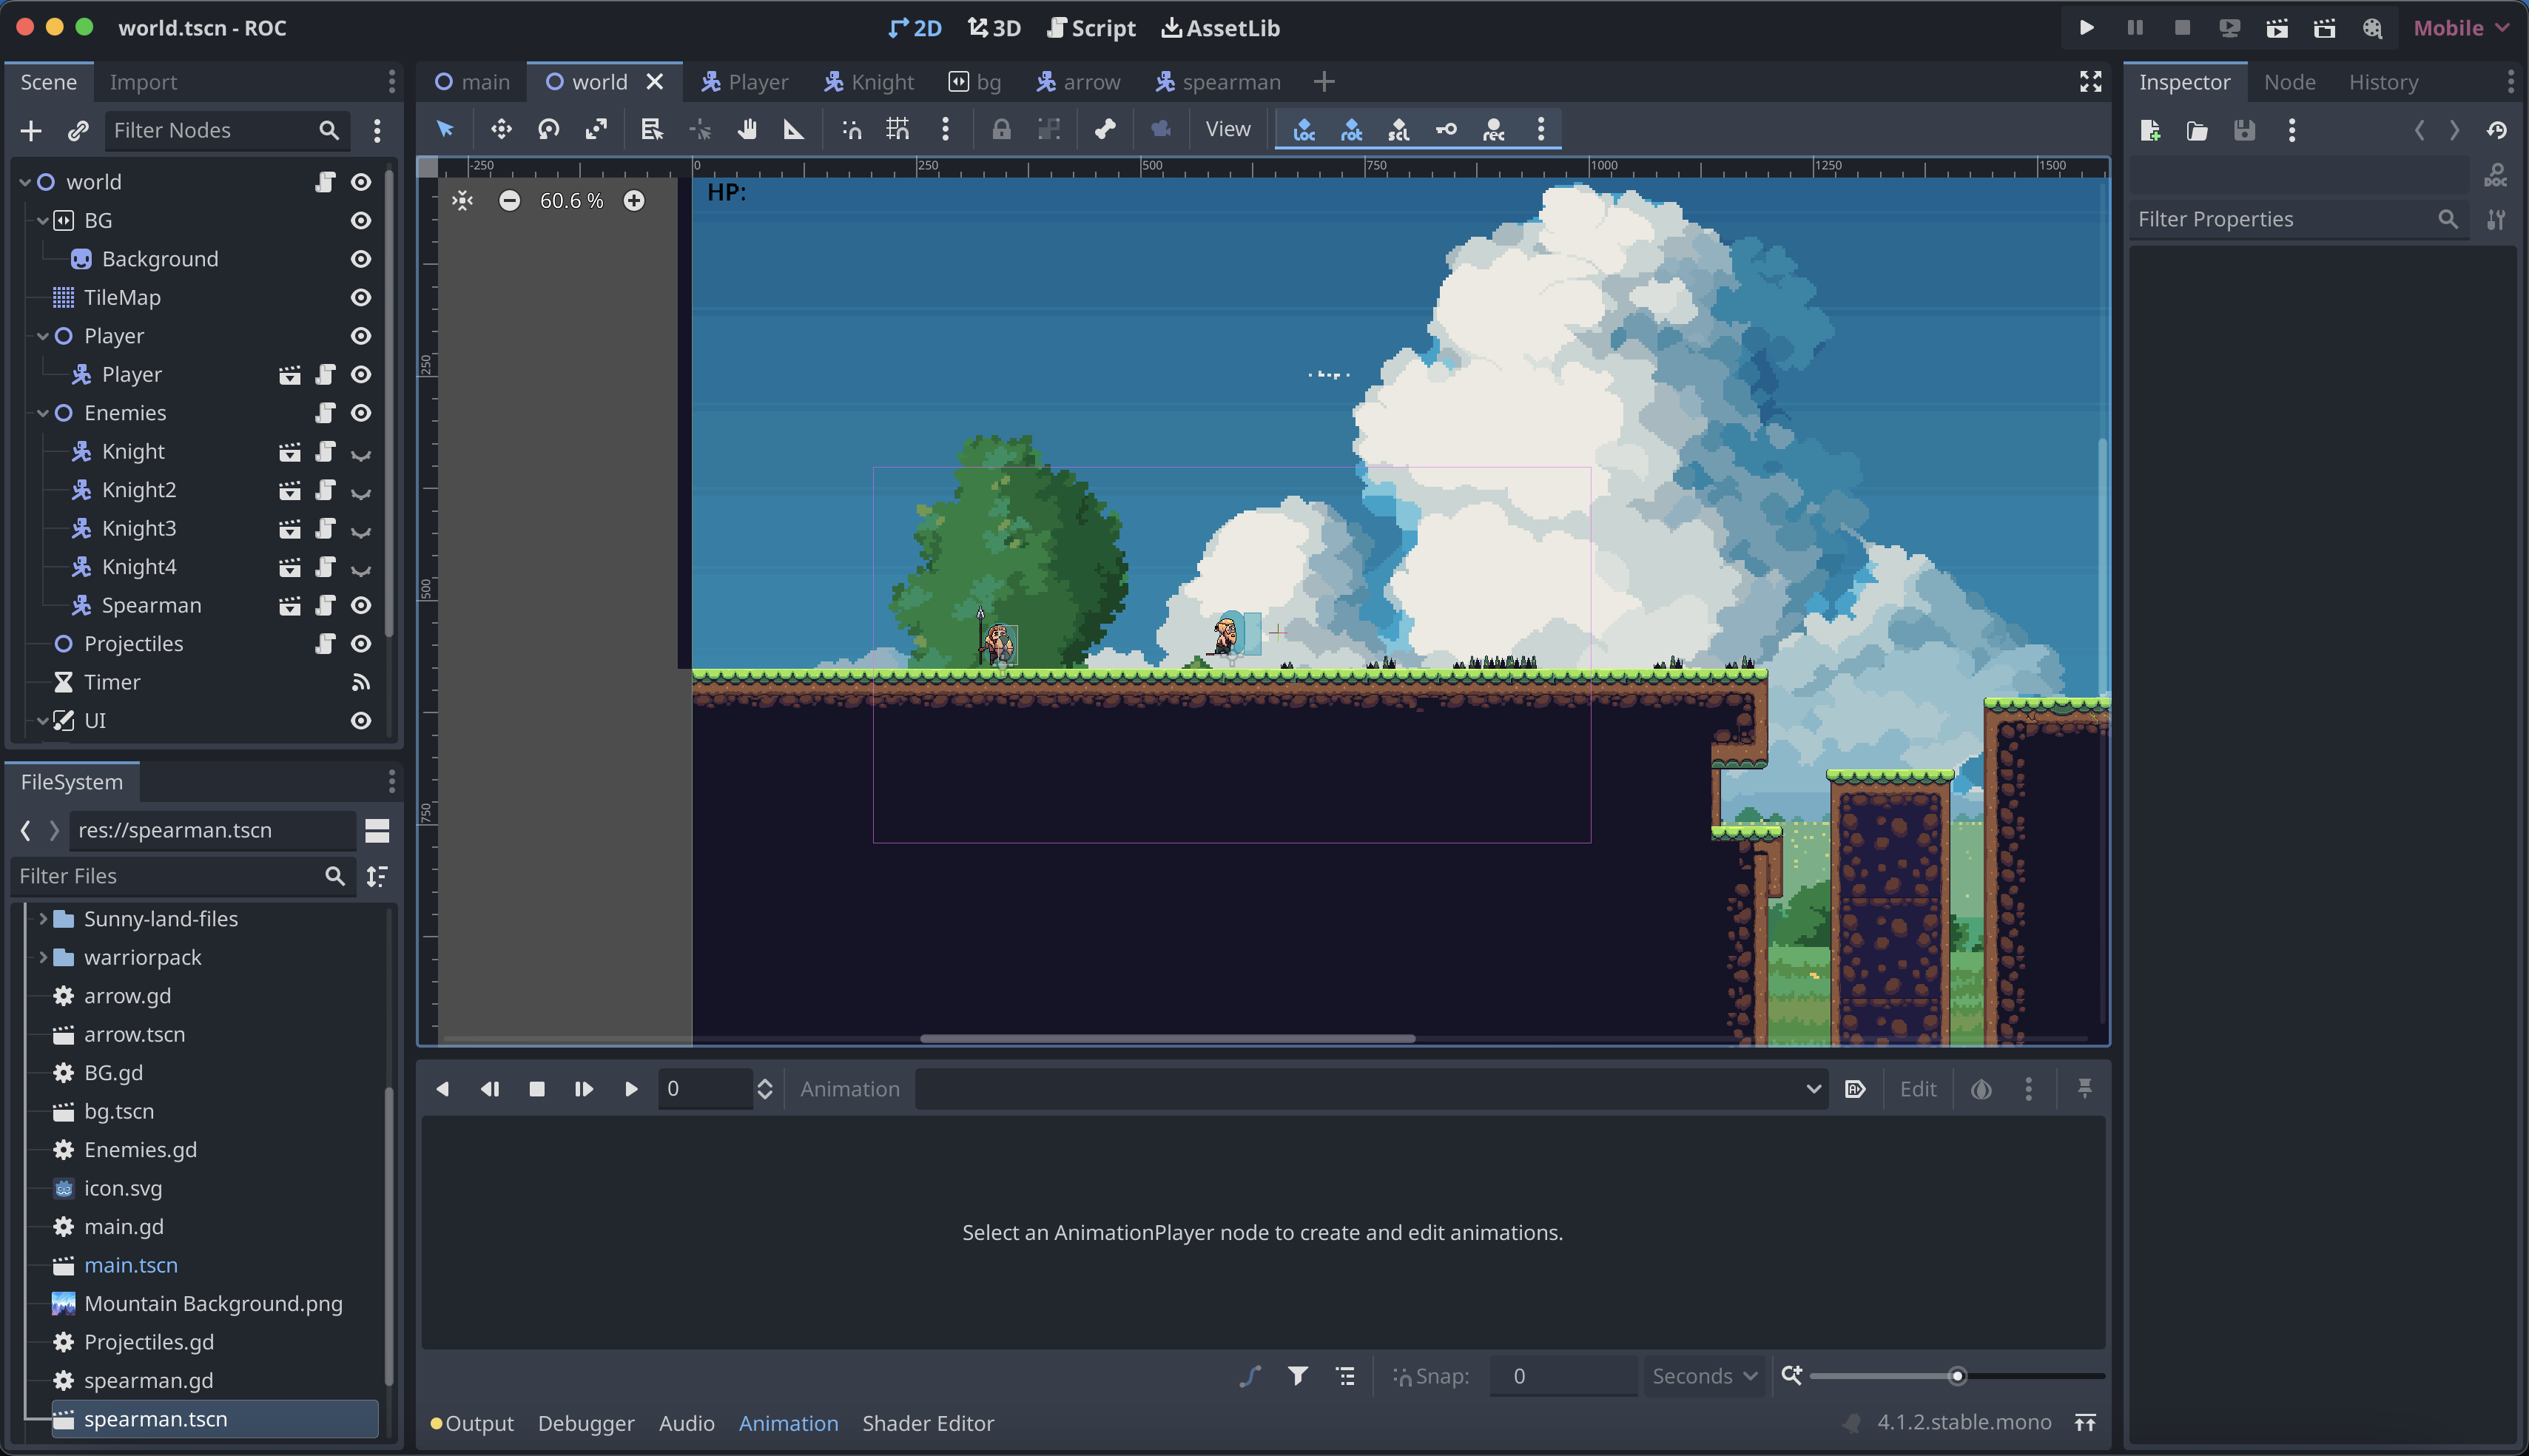 world.tscn - ROC
2D
3D
Script
AssetLib
Mobile
Scene
Import
Filter Nodes
world
BG
Background
TileMap
Player
Player
Enemies
Knight
Knight2
Knight3
Knight4
Spearman
Projectiles
Timer
UI
FileSystem
res://spearman.tscn
Filter Files
Sunny-land-files
warriorpack
arrow.gd
arrow.tscn
BG.gd
bg.tscn
Enemies.gd
icon.svg
main.gd
main.tscn
Mountain Background.png
Projectiles.gd
spearman.gd
spearman.tscn
main
world
Player
Knight
bg
arrow
spearman
View
loc
rot
scl
rec
-250
0
250
500
750
1000
1250
1500
250
500
750
60.6 %
HP:
0
Animation
Edit
Select an AnimationPlayer node to create and edit animations.
Snap:
0
Seconds
Output
Debugger
Audio
Animation
Shader Editor
4.1.2.stable.mono
Inspector
Node
History
DOC
Filter Properties